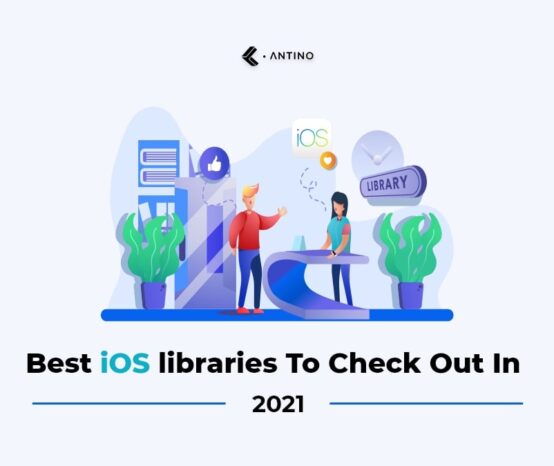 ANTINO
iOS
LIBRARY
Best iOS libraries To Check Out In
2021